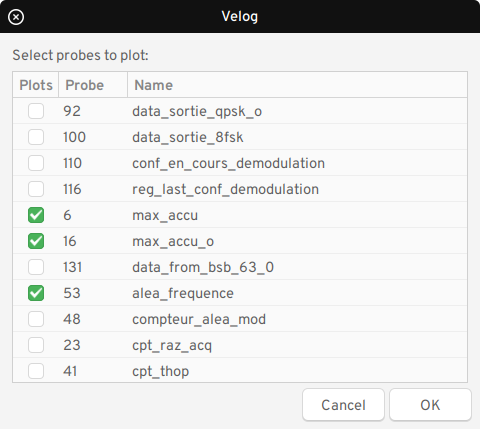 Velog
Select probes to plot:
Plots Probe Name
92 data_sortie_qpsk_o
100 data_sortie_8fsk
110 conf_en_cours_demodulation
116 reg_last_conf_demodulation
6 max_accu
16 max_accu_o
131 data_from_bsb_63_0
53 alea_frequence
48 compteur_alea_mod
23 cpt_raz_acq
41 cpt_thop
Cancel OK